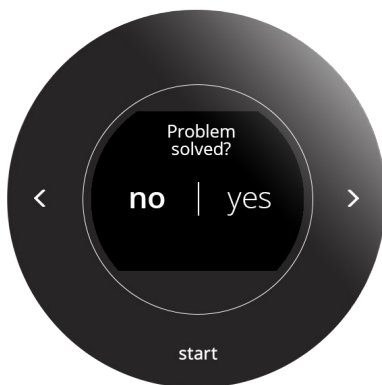 Problem
solved?
no | yes
start